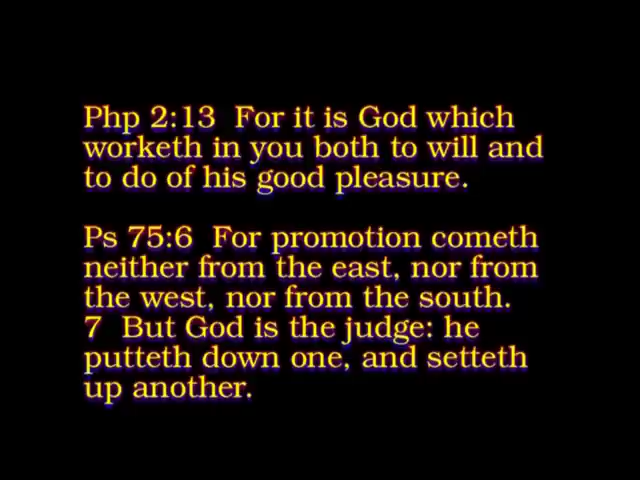 Php 2:13  For it is God which
worketh in you both to will and
to do of his good pleasure.
Ps 75:6  For promotion cometh
neither from the east, nor from
the west, nor from the south.
7  But God is the judge: he
putteth down one, and setteth
up another.